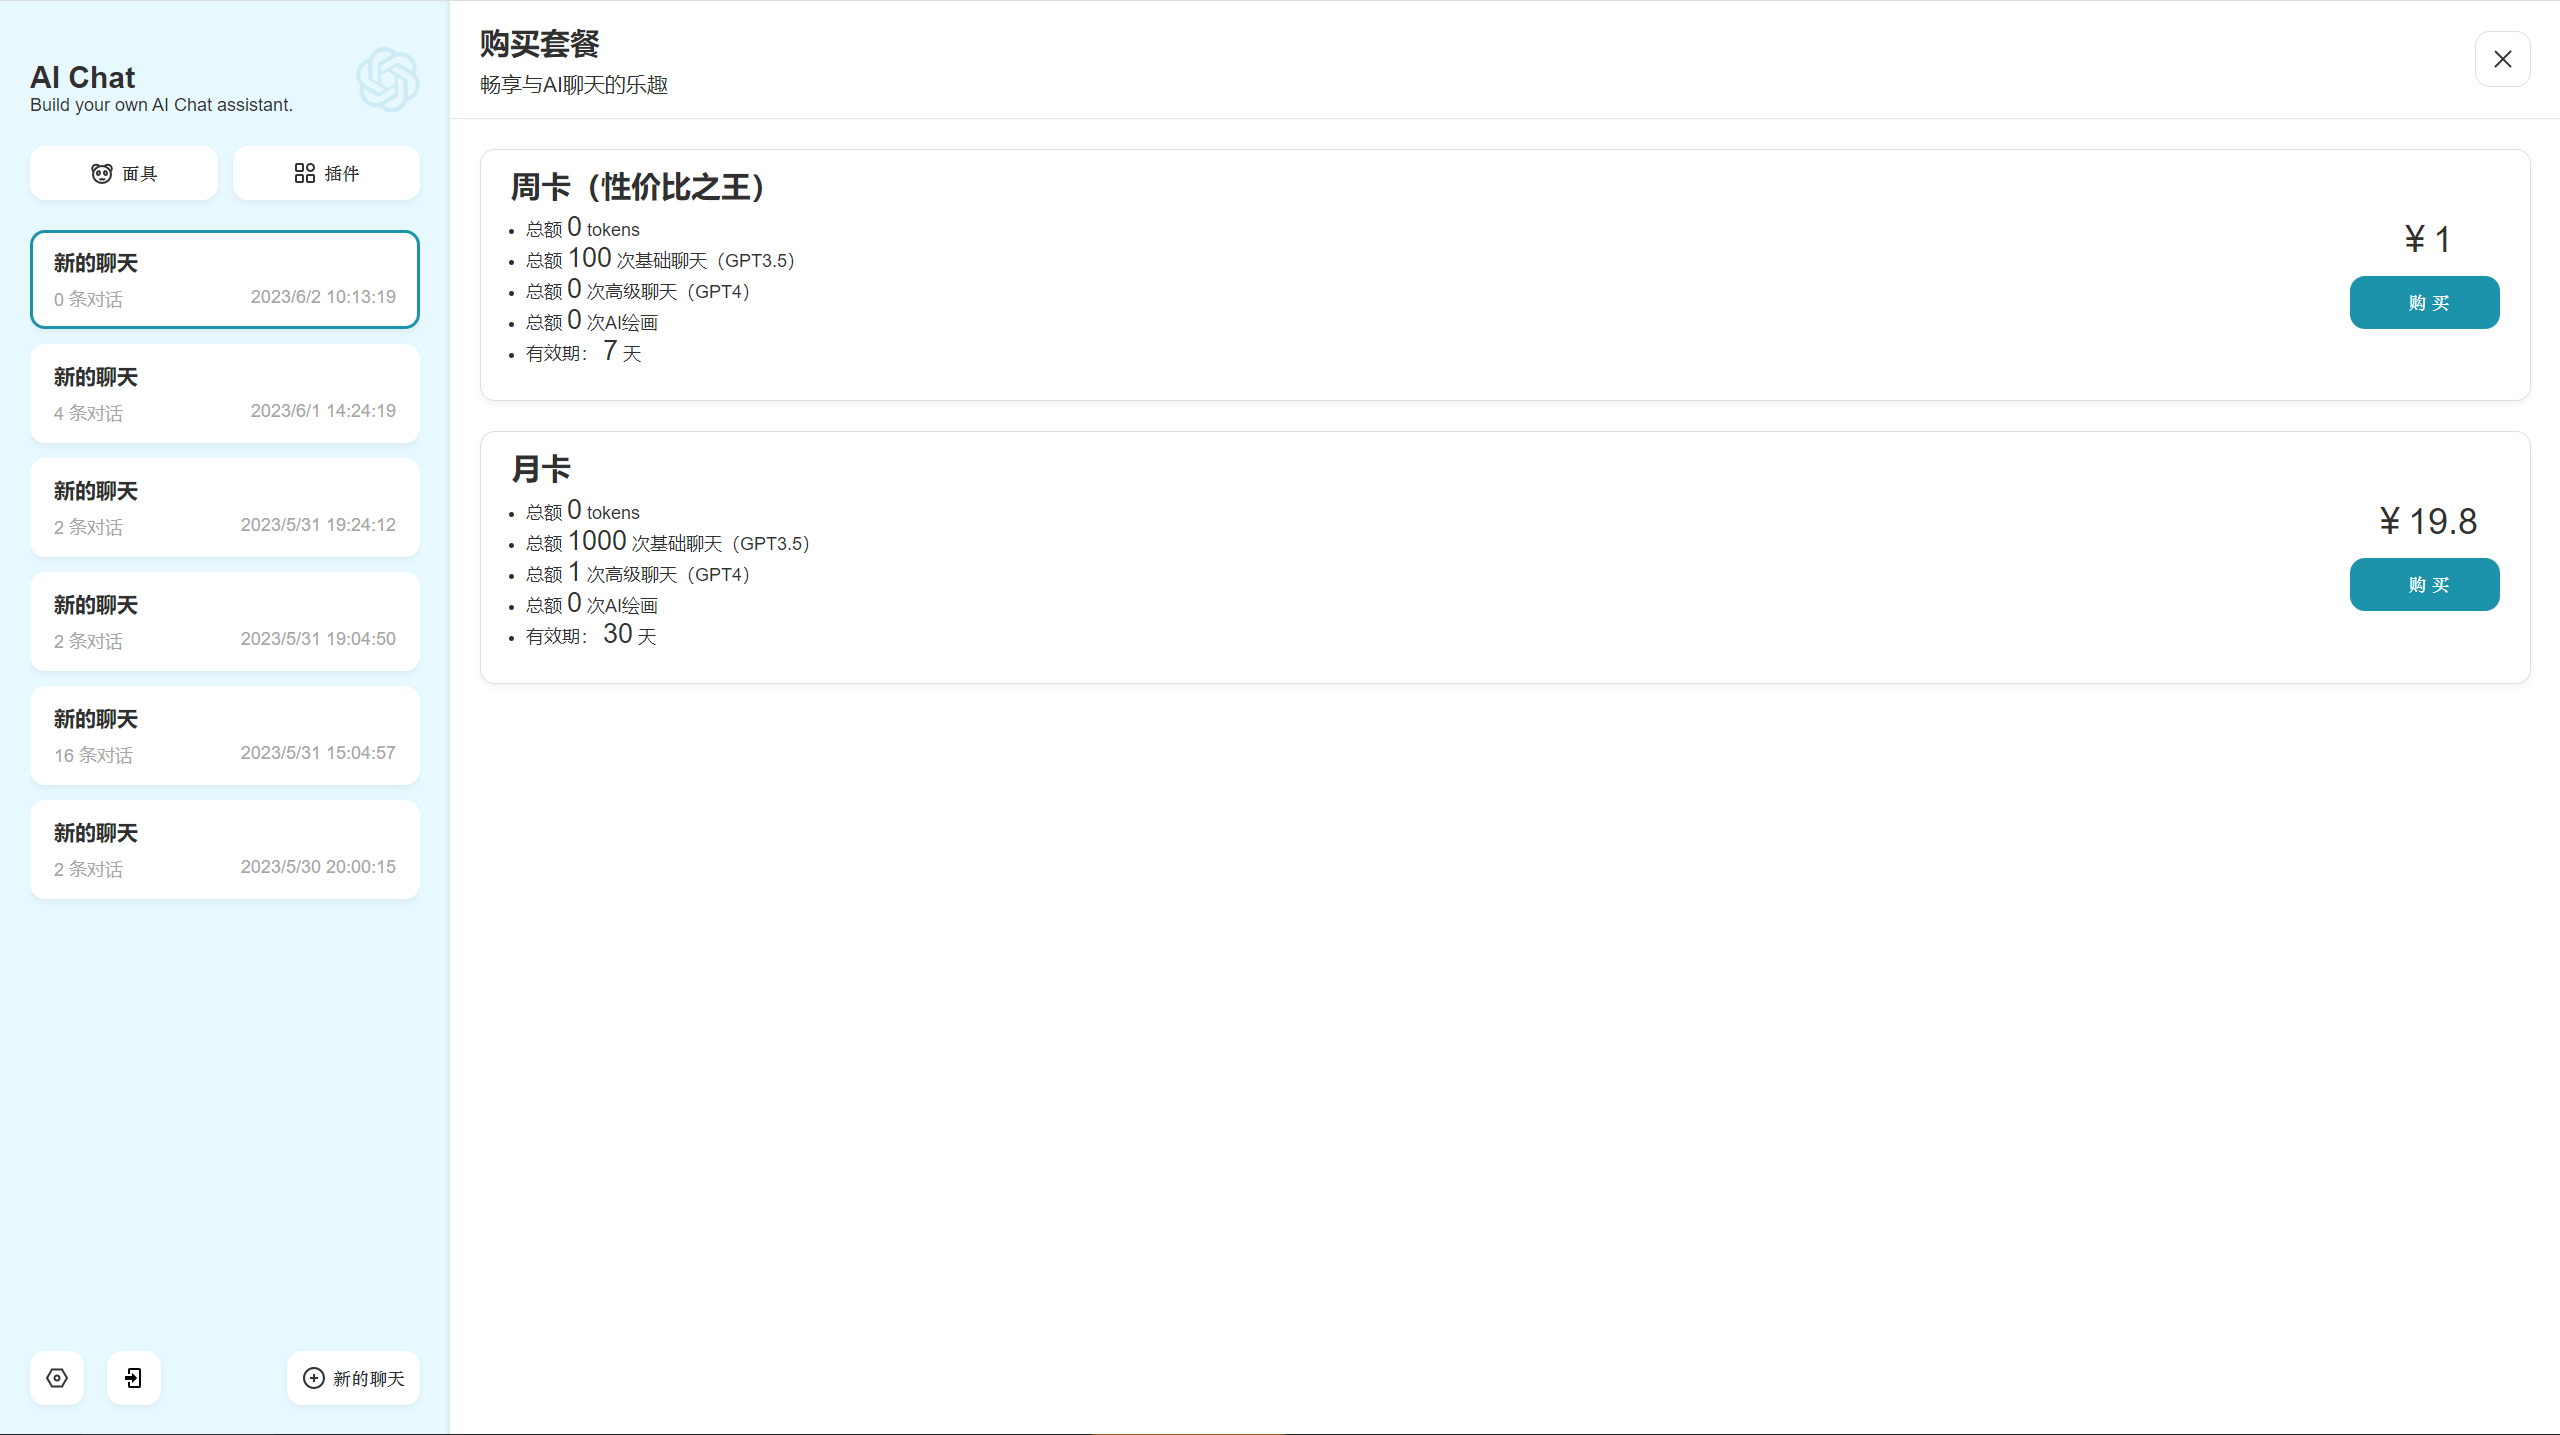 AI Chat
Build your own AI Chat assistant.
面具
插件
新的聊天
0 条对话 2023/6/2 10:13:19
新的聊天
4 条对话 2023/6/1 14:24:19
新的聊天
2 条对话 2023/5/31 19:24:12
新的聊天
2 条对话 2023/5/31 19:04:50
新的聊天
16 条对话 2023/5/31 15:04:57
新的聊天
2 条对话 2023/5/30 20:00:15
新的聊天
购买套餐
畅享与AI聊天的乐趣
周卡（性价比之王）
总额 0 tokens
总额 100 次基础聊天（GPT3.5）
总额 0 次高级聊天（GPT4）
总额 0 次AI绘画
有效期： 7 天
¥ 1
购 买
月卡
总额 0 tokens
总额 1000 次基础聊天（GPT3.5）
总额 1 次高级聊天（GPT4）
总额 0 次AI绘画
有效期： 30 天
¥ 19.8
购 买